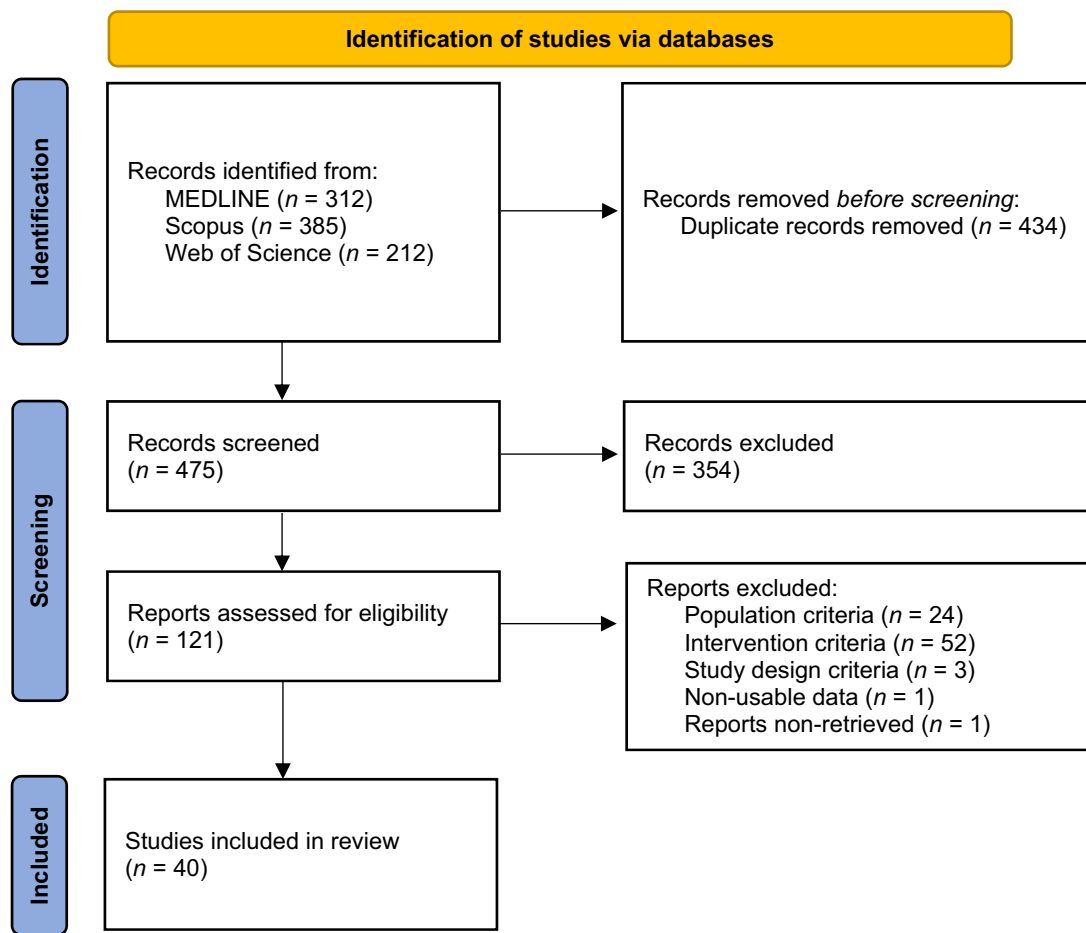 Identification of studies via databases
Identification
Records identified from:
MEDLINE (n = 312)
Scopus (n = 385)
Web of Science (n = 212)
Records removed before screening:
Duplicate records removed (n = 434)
Screening
Records screened
(n = 475)
Records excluded
(n = 354)
Reports assessed for eligibility
(n = 121)
Reports excluded:
Population criteria (n = 24)
Intervention criteria (n = 52)
Study design criteria (n = 3)
Non-usable data (n = 1)
Reports non-retrieved (n = 1)
Included
Studies included in review
(n = 40)